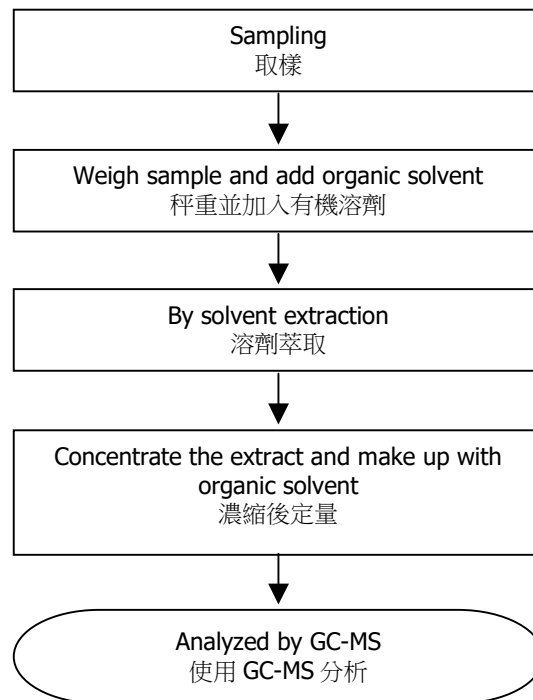 Sampling
取樣
Weigh sample and add organic solvent
秤重並加入有機溶劑
By solvent extraction
溶劑萃取
Concentrate the extract and make up with
organic solvent
濃縮後定量
Analyzed by GC-MS
使用 GC-MS 分析